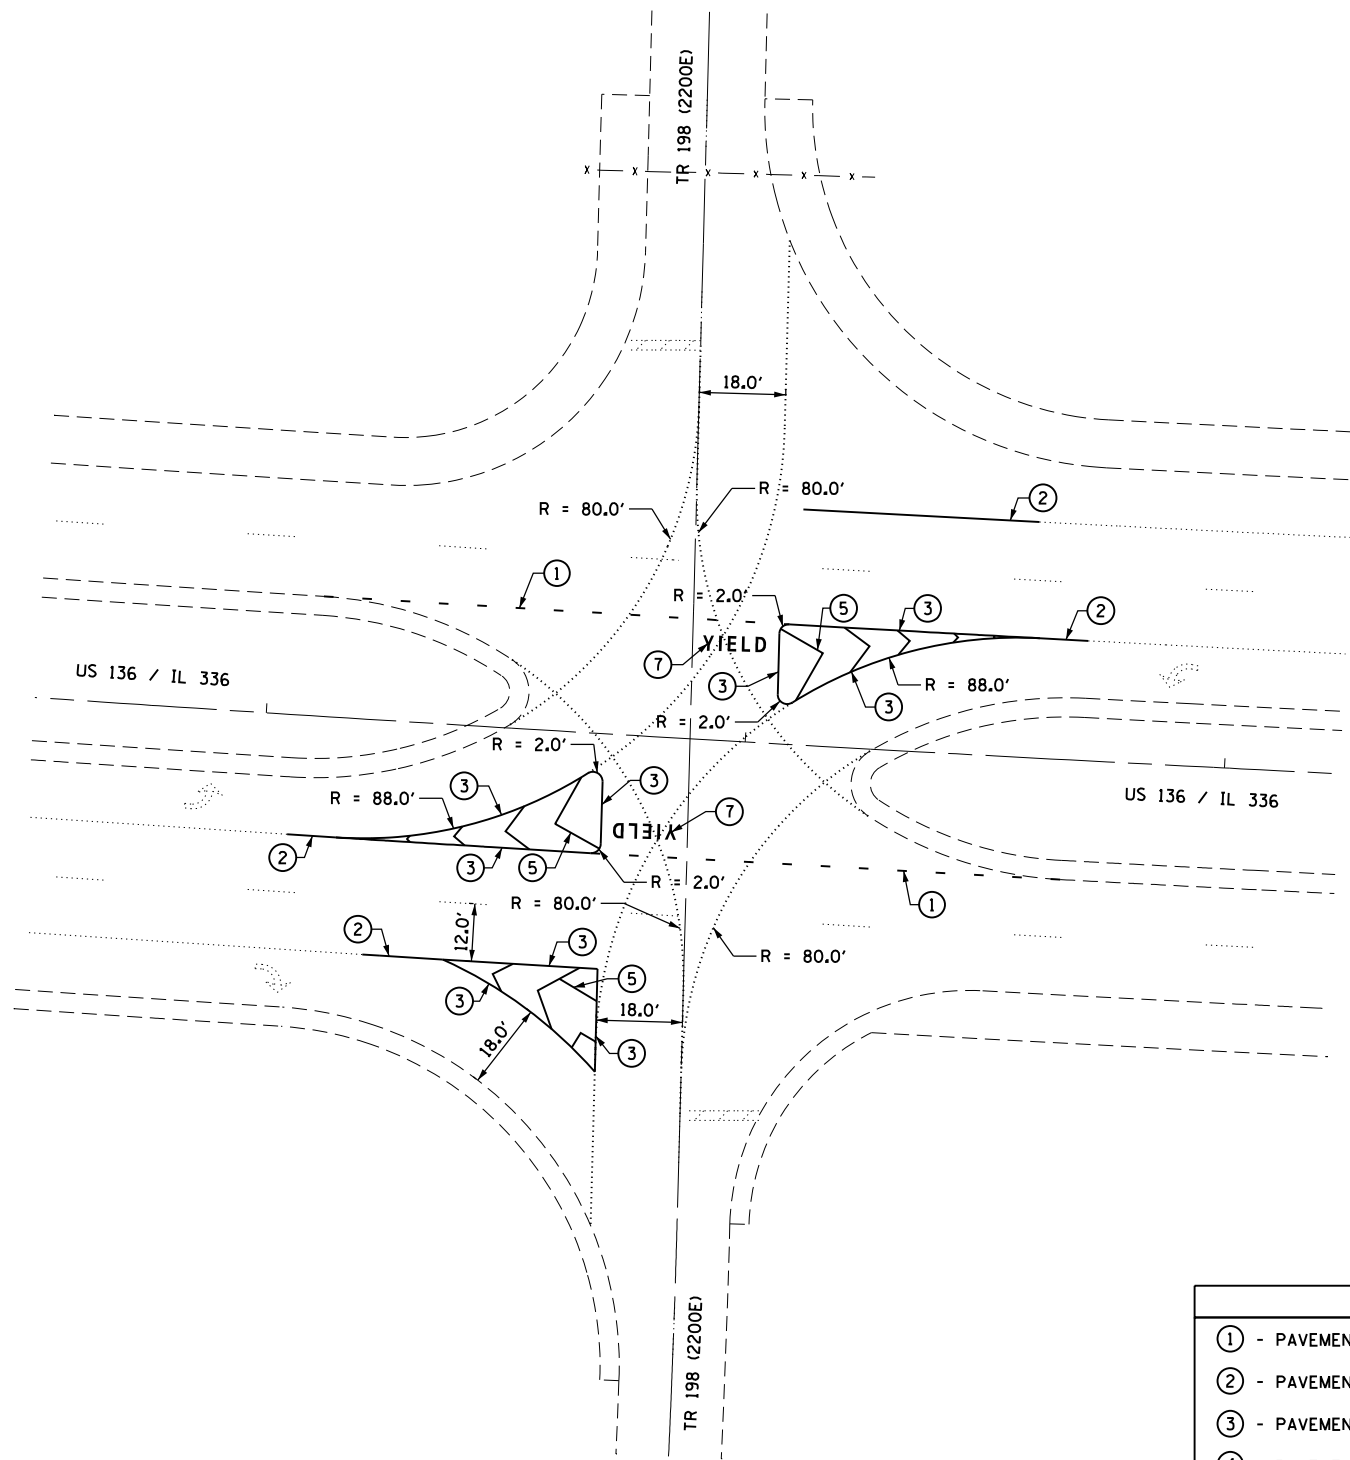 TR 198 (2200E)
18.0'
R = 80.0'
R = 80.0'
2
1
R = 2.0'
5
3
2
YIELD
7
3
R = 88.0'
3
R = 2.0'
US 136 / IL 336
R = 2.0'
3
3
R = 88.0'
US 136 / IL 336
YIELD
7
2
3
5
R = 2.0'
1
R = 80.0'
2
12.0'
3
R = 80.0'
5
3
18.0'
18.0'
3
TR 198 (2200E)
1 - PAVEMEN
2 - PAVEMEN
3 - PAVEMEN